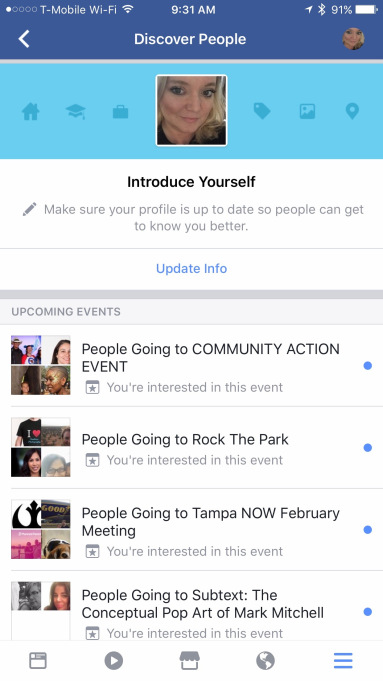 T-Mobile Wi-Fi 9:31 AM 91%
Discover People
Introduce Yourself
Make sure your profile is up to date so people can get
to know you better.
Update Info
UPCOMING EVENTS
People Going to COMMUNITY ACTION
EVENT
You're interested in this event
People Going to Rock The Park
You're interested in this event
People Going to Tampa NOW February
Meeting
You're interested in this event
People Going to Subtext: The
Conceptual Pop Art of Mark Mitchell
You're interested in this event